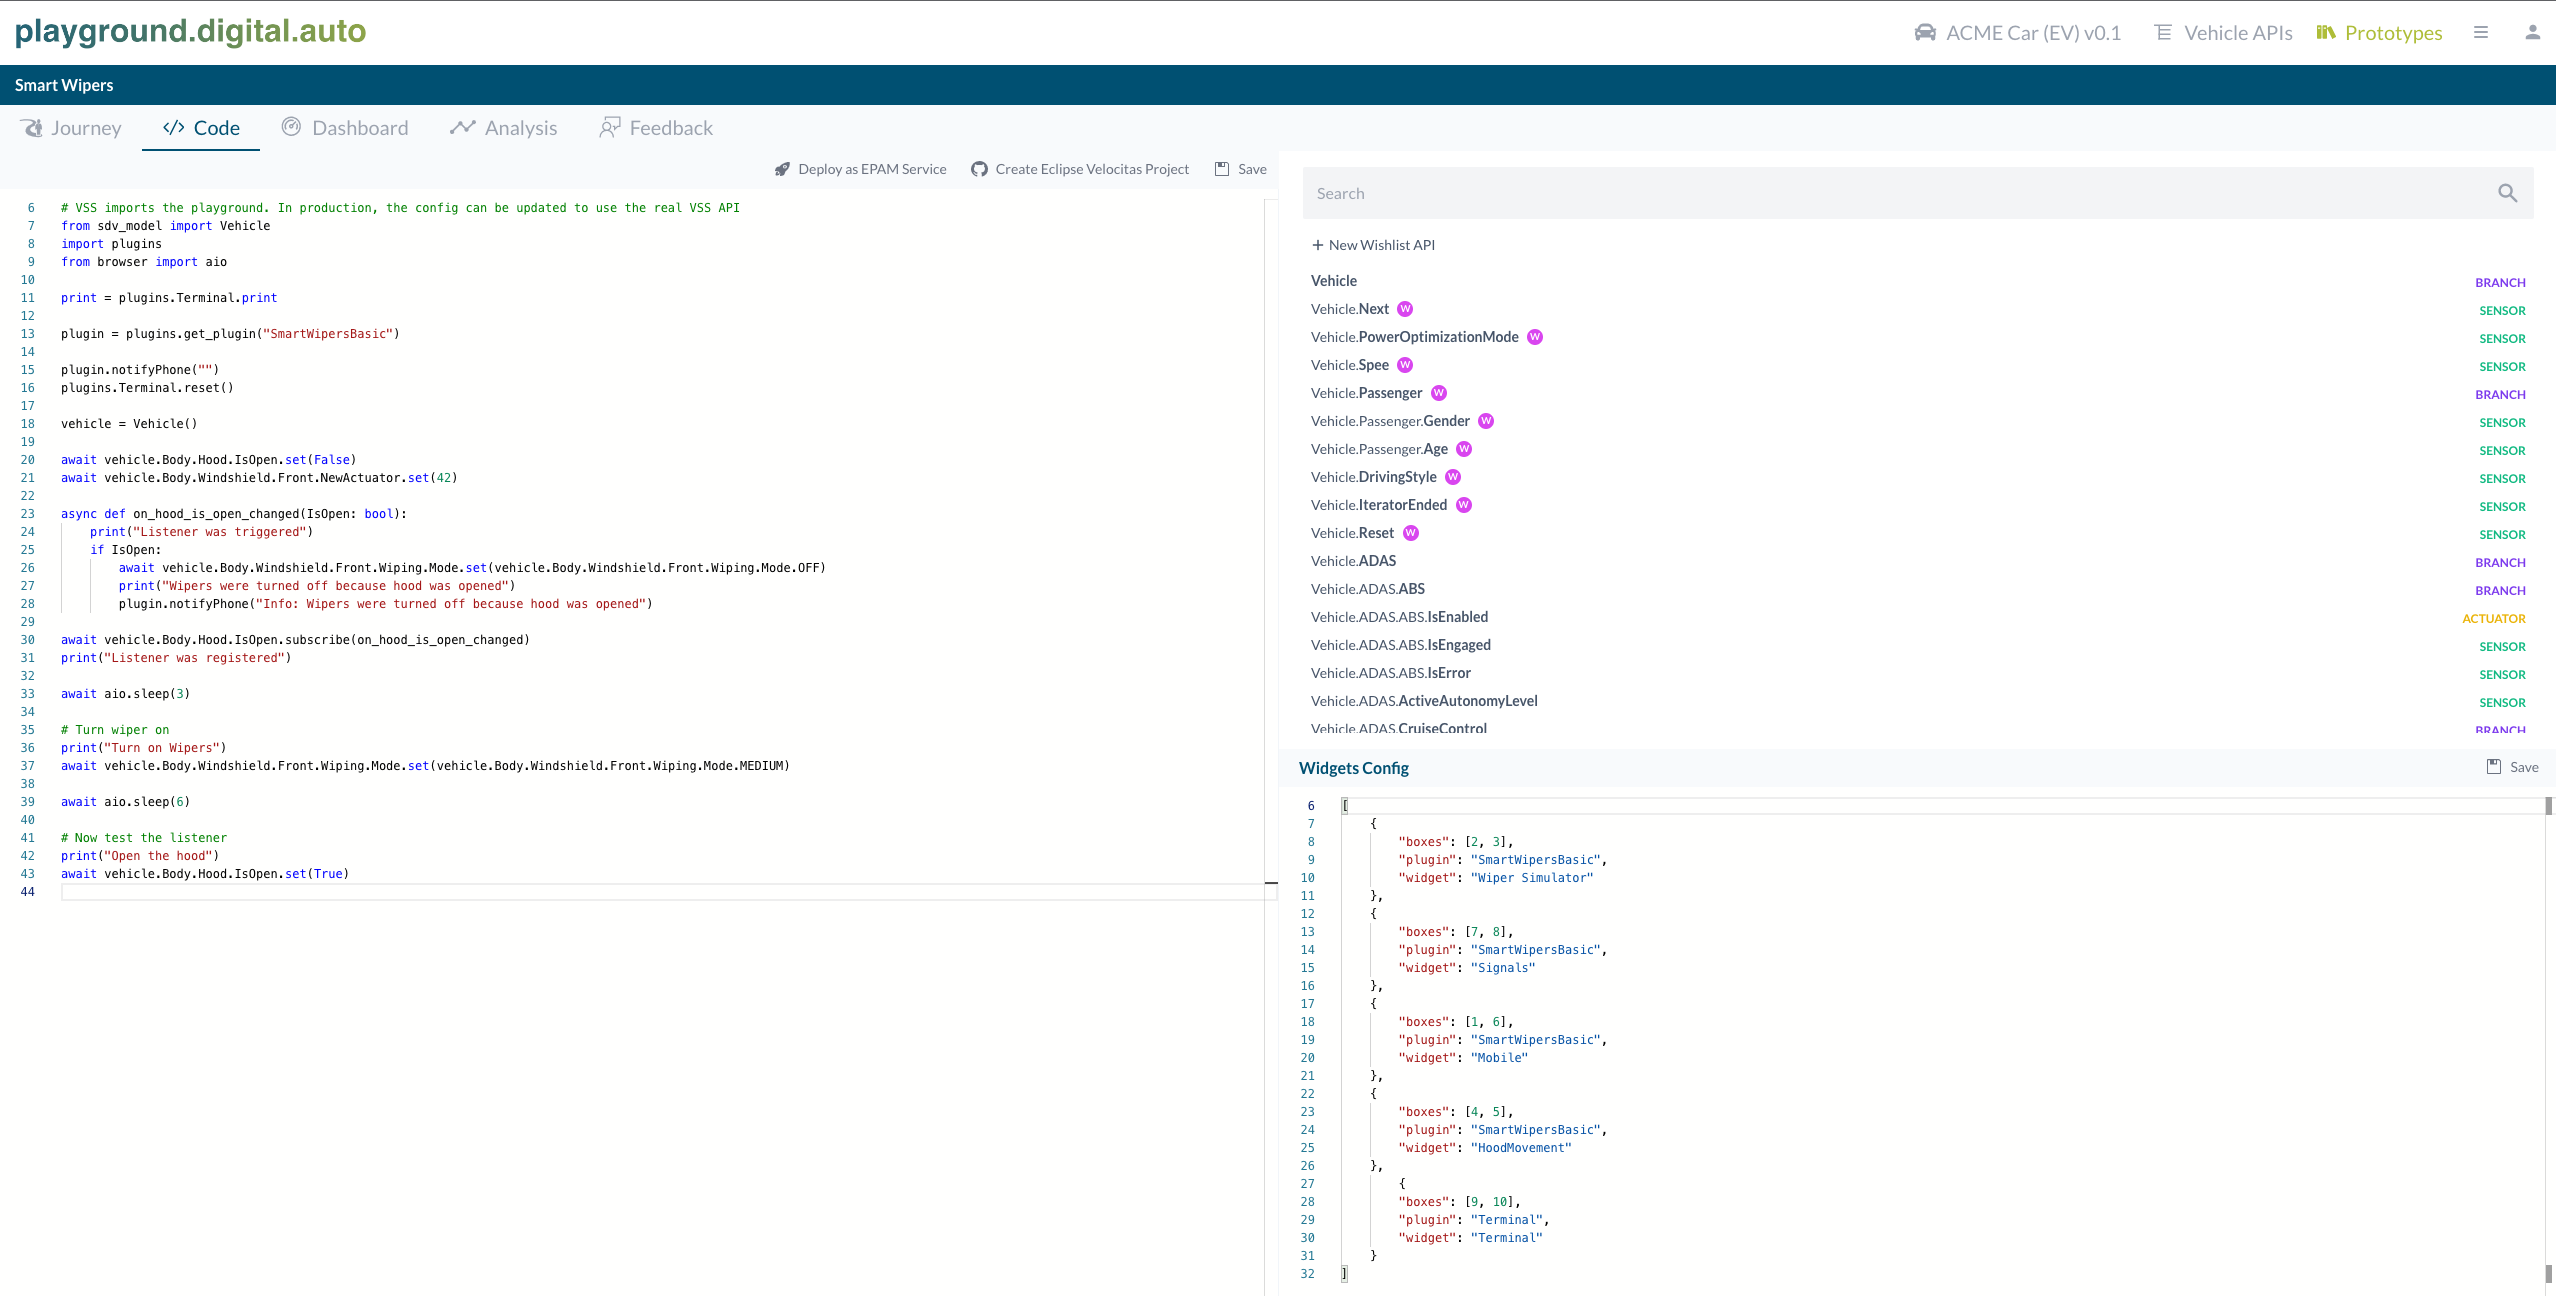 playground.digital.auto
ACME Car (EV) v0.1
Vehicle APIs
Prototypes
Smart Wipers
Journey
</> Code
Dashboard
Analysis
Feedback
Deploy as EPAM Service
Create Eclipse Velocitas Project
Save
6 # VSS imports the playground. In production, the config can be updated to use the real VSS API
7 from sdv_model import Vehicle
8 import plugins
9 from browser import aio
10
11 print = plugins.Terminal.print
12
13 plugin = plugins.get_plugin("SmartWipersBasic")
14
15 plugin.notifyPhone("")
16 plugins.Terminal.reset()
17
18 vehicle = Vehicle()
19
20 await vehicle.Body.Hood.IsOpen.set(False)
21 await vehicle.Body.Windshield.Front.NewActuator.set(42)
22
23 async def on_hood_is_open_changed(IsOpen: bool):
24     print("Listener was triggered")
25     if IsOpen:
26         await vehicle.Body.Windshield.Front.Wiping.Mode.set(vehicle.Body.Windshield.Front.Wiping.Mode.OFF)
27         print("Wipers were turned off because hood was opened")
28         plugin.notifyPhone("Info: Wipers were turned off because hood was opened")
29
30 await vehicle.Body.Hood.IsOpen.subscribe(on_hood_is_open_changed)
31 print("Listener was registered")
32
33 await aio.sleep(3)
34
35 # Turn wiper on
36 print("Turn on Wipers")
37 await vehicle.Body.Windshield.Front.Wiping.Mode.set(vehicle.Body.Windshield.Front.Wiping.Mode.MEDIUM)
38
39 await aio.sleep(6)
40
41 # Now test the listener
42 print("Open the hood")
43 await vehicle.Body.Hood.IsOpen.set(True)
44
Search
+ New Wishlist API
Vehicle BRANCH
Vehicle.Next W SENSOR
Vehicle.PowerOptimizationMode W SENSOR
Vehicle.Spee W SENSOR
Vehicle.Passenger W BRANCH
Vehicle.Passenger.Gender W SENSOR
Vehicle.Passenger.Age W SENSOR
Vehicle.DrivingStyle W SENSOR
Vehicle.IteratorEnded W SENSOR
Vehicle.Reset W SENSOR
Vehicle.ADAS BRANCH
Vehicle.ADAS.ABS BRANCH
Vehicle.ADAS.ABS.IsEnabled ACTUATOR
Vehicle.ADAS.ABS.IsEngaged SENSOR
Vehicle.ADAS.ABS.IsError SENSOR
Vehicle.ADAS.ActiveAutonomyLevel SENSOR
Vehicle.ADAS.CruiseControl BRANCH
Widgets Config
Save
6 [
7     {
8         "boxes": [2, 3],
9         "plugin": "SmartWipersBasic",
10         "widget": "Wiper Simulator"
11     },
12     {
13         "boxes": [7, 8],
14         "plugin": "SmartWipersBasic",
15         "widget": "Signals"
16     },
17     {
18         "boxes": [1, 6],
19         "plugin": "SmartWipersBasic",
20         "widget": "Mobile"
21     },
22     {
23         "boxes": [4, 5],
24         "plugin": "SmartWipersBasic",
25         "widget": "HoodMovement"
26     },
27         {
28         "boxes": [9, 10],
29         "plugin": "Terminal",
30         "widget": "Terminal"
31     }
32 ]